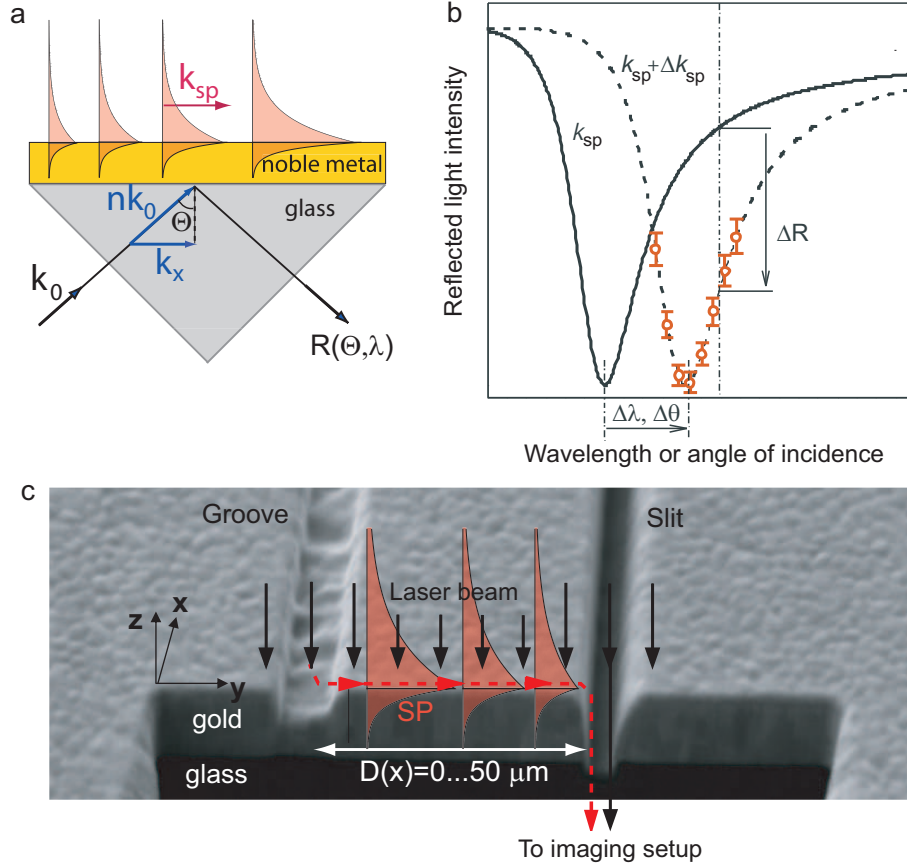 a
k_sp
noble metal
nk_0
Θ
glass
k_x
k_0
R(Θ,λ)
b
Reflected light intensity
k_sp+Δk_sp
k_sp
ΔR
Δλ, Δθ
Wavelength or angle of incidence
c
Groove
Slit
Laser beam
z
x
y
SP
gold
glass
D(x)=0...50 μm
To imaging setup